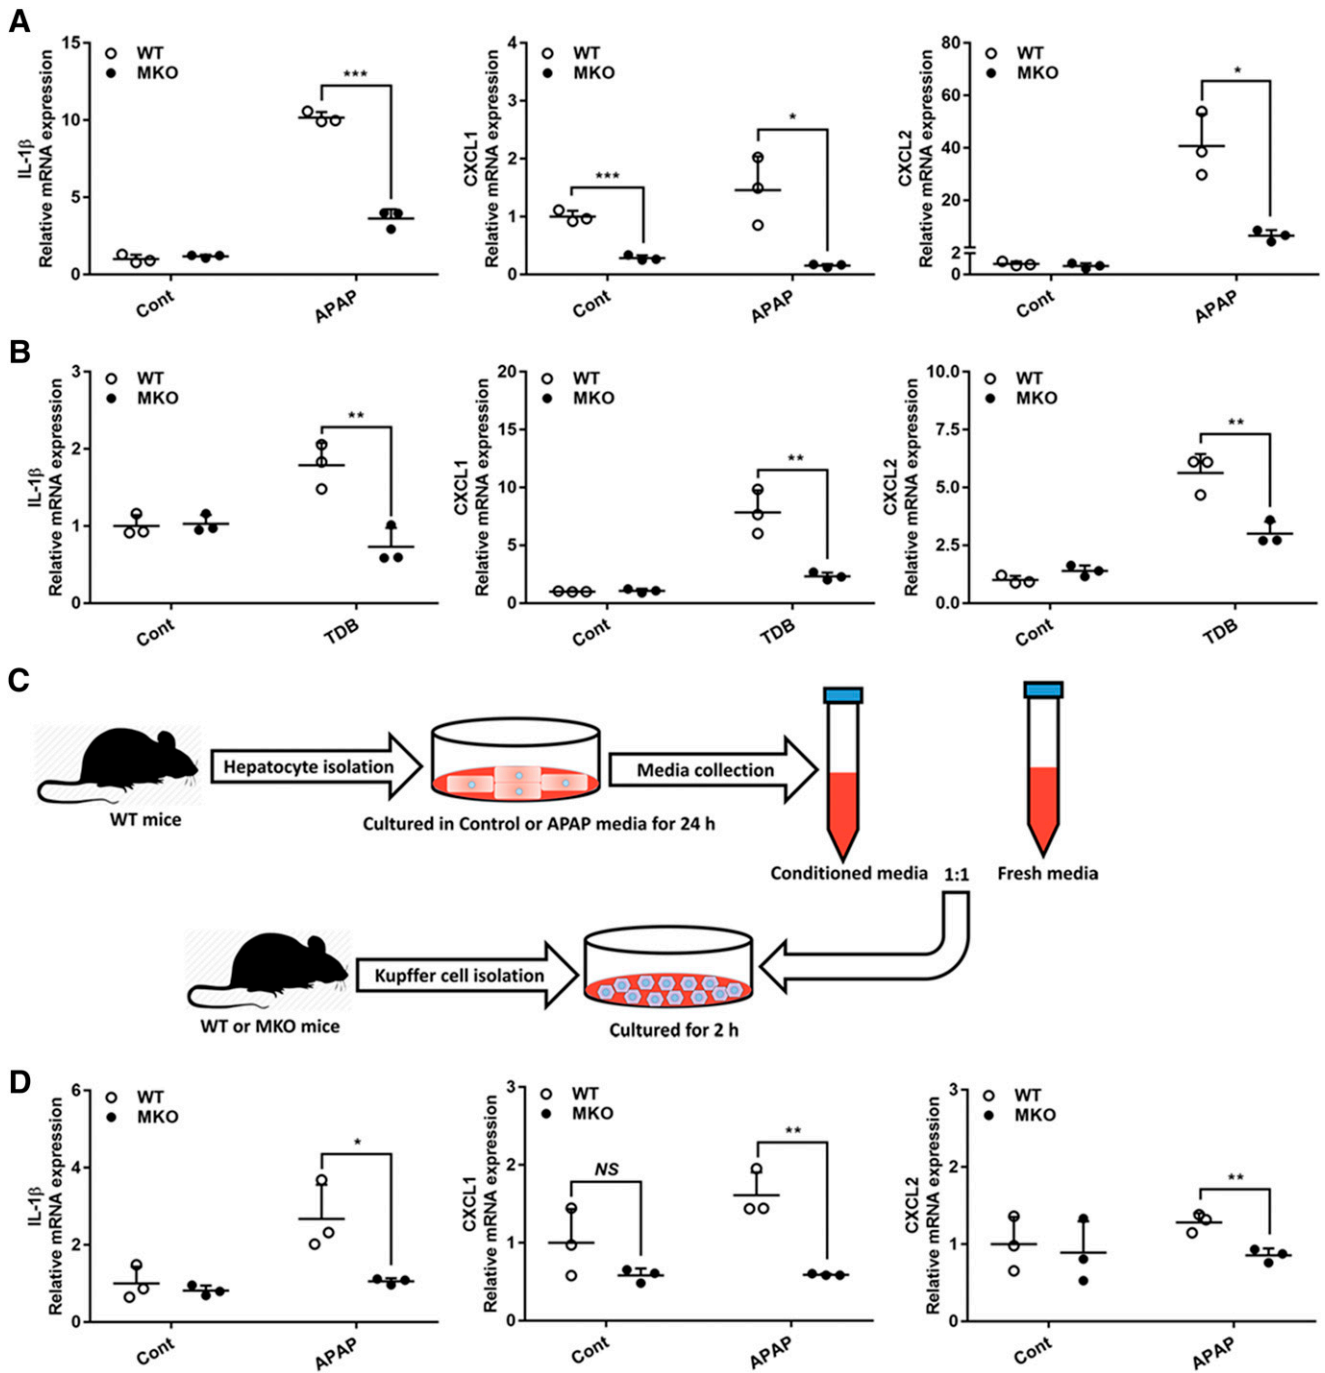 A
IL-1β
Relative mRNA expression
15
10
5
0
WT
MKO
***
Cont
APAP
CXCL1
Relative mRNA expression
4
3
2
1
0
WT
MKO
***
*
Cont
APAP
CXCL2
Relative mRNA expression
80
60
40
20
2
0
WT
MKO
*
Cont
APAP
B
IL-1β
Relative mRNA expression
3
2
1
0
WT
MKO
**
Cont
TDB
CXCL1
Relative mRNA expression
20
15
10
5
0
WT
MKO
**
Cont
TDB
CXCL2
Relative mRNA expression
10.0
7.5
5.0
2.5
0.0
WT
MKO
**
Cont
TDB
C
Hepatocyte isolation
Media collection
WT mice
Cultured in Control or APAP media for 24 h
Conditioned media 1:1 Fresh media
Kupffer cell isolation
WT or MKO mice
Cultured for 2 h
D
IL-1β
Relative mRNA expression
6
4
2
0
WT
MKO
*
Cont
APAP
CXCL1
Relative mRNA expression
3
2
1
0
WT
MKO
NS
**
Cont
APAP
CXCL2
Relative mRNA expression
3
2
1
0
WT
MKO
**
Cont
APAP